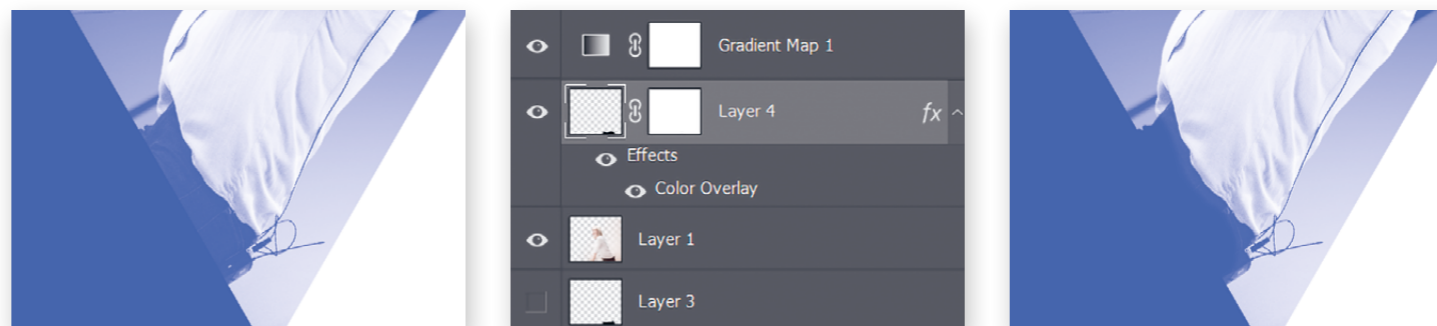 Gradient Map 1
Layer 4
fx
Effects
Color Overlay
Layer 1
Layer 3